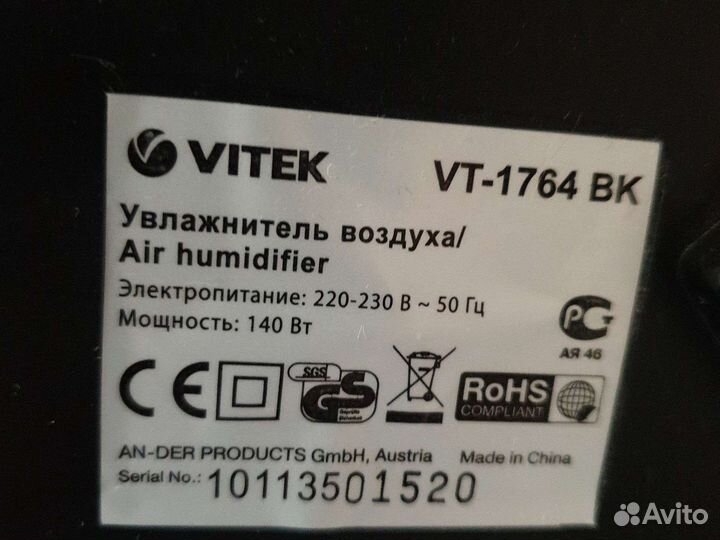 VITEK VT-1764 BK
Увлажнитель воздуха/
Air humidifier
Электропитание: 220-230 В ~ 50 Гц
Мощность: 140 Вт
PG
АЯ 46
CE
SGS
GS
RoHS
COMPLIANT
AN-DER PRODUCTS GmbH, Austria Made in China
Serial No.: 10113501520
Avito